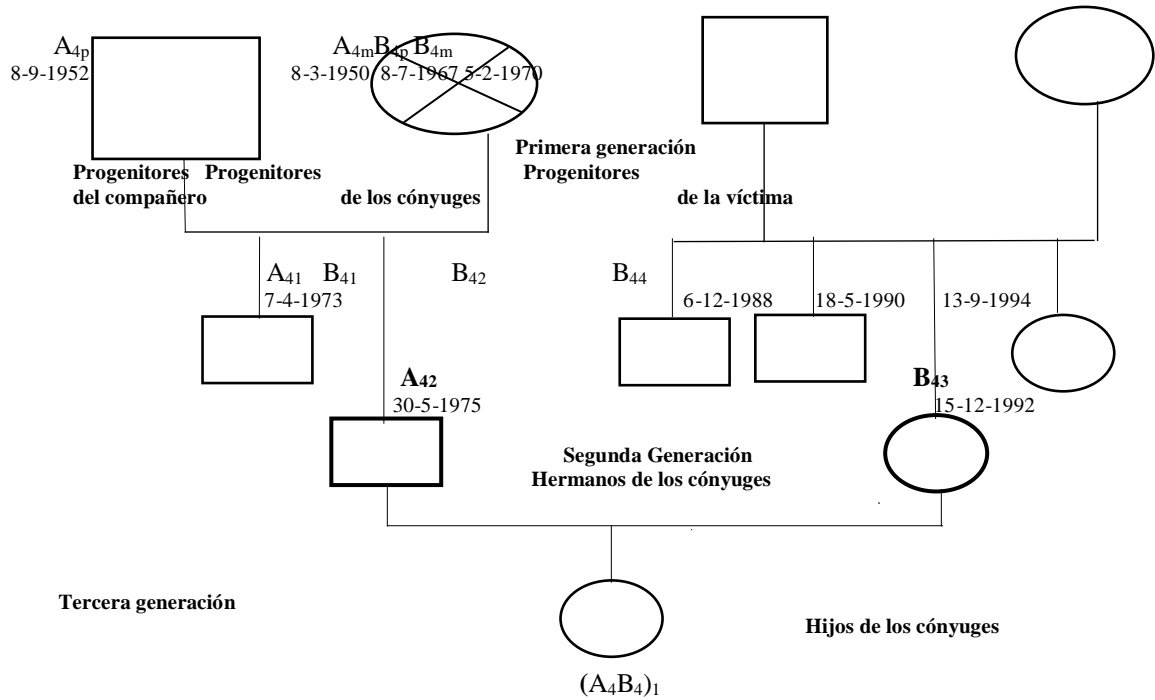 A4p A4mB4p B4m
8-9-1952 8-3-1950 8-7-1967 5-2-1970
Primera generación
Progenitores Progenitores Progenitores
del compañero de los cónyuges de la víctima
A41 B41 B42 B44
7-4-1973 6-12-1988 18-5-1990 13-9-1994
A42 B43
30-5-1975 15-12-1992
Segunda Generación
Hermanos de los cónyuges
Tercera generación
Hijos de los cónyuges
(A4B4)1